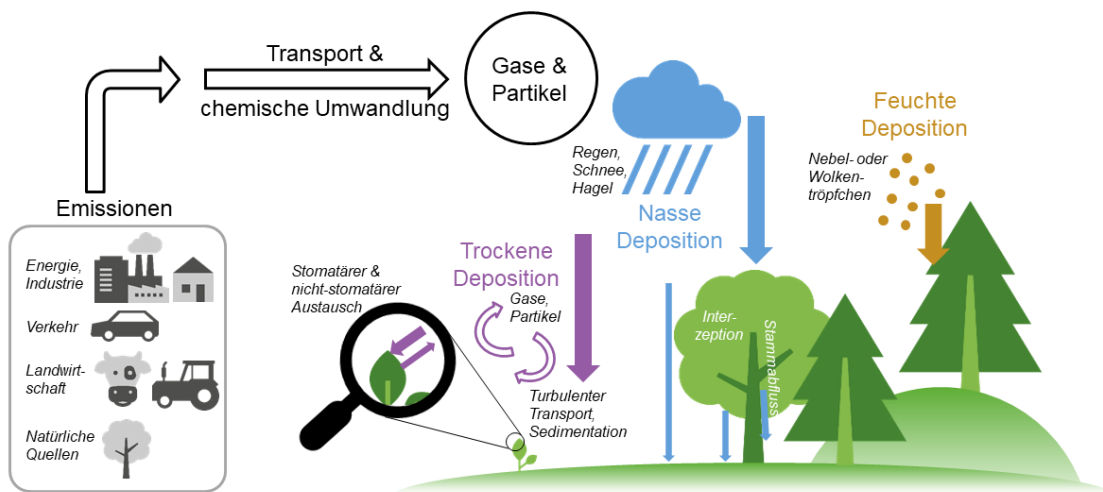 Transport &
chemische Umwandlung
Gase &
Partikel
Emissionen
Energie,
Industrie
Verkehr
Landwirt-
schaft
Natürliche
Quellen
Regen,
Schnee,
Hagel
Nasse
Deposition
Feuchte
Deposition
Nebel- oder
Wolken-
tröpfchen
Trockene
Deposition
Gase,
Partikel
Stomatärer &
nicht-stomatärer
Austausch
Turbulenter
Transport,
Sedimentation
Inter-
zeption
Stammabfluss